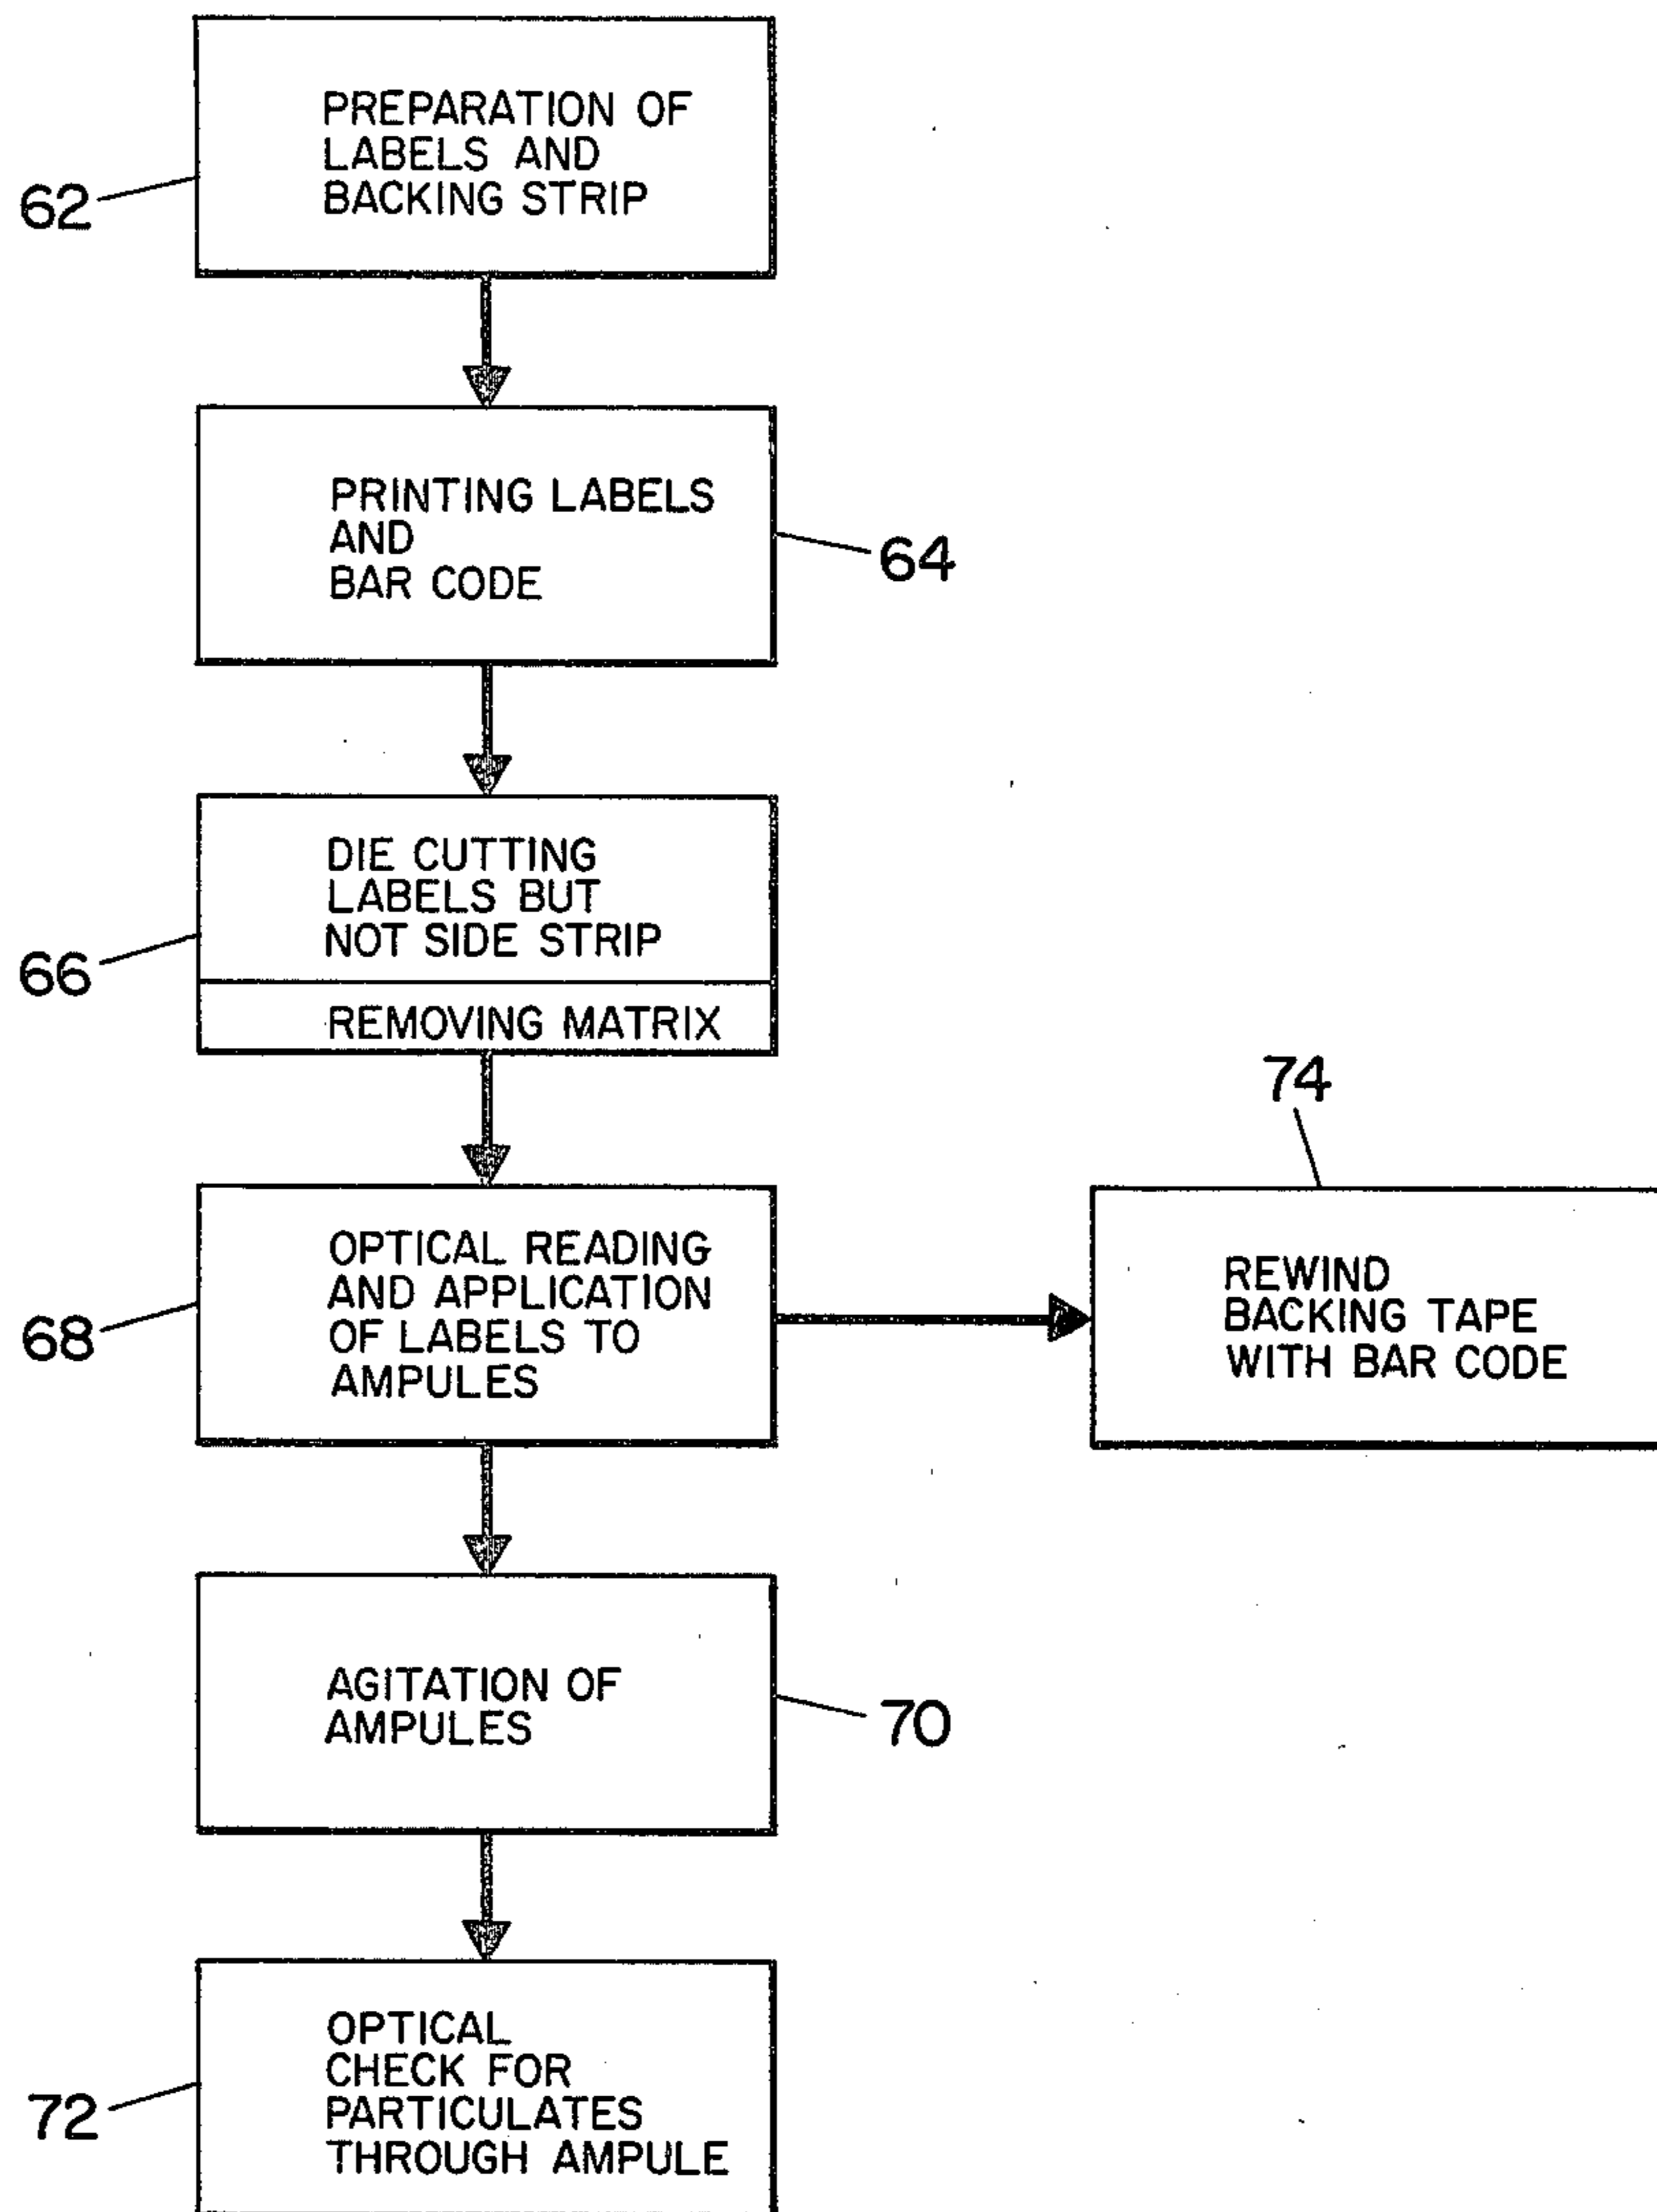 PREPARATION OF
LABELS AND
BACKING STRIP
62
PRINTING LABELS
AND
BAR CODE
64
DIE CUTTING
LABELS BUT
NOT SIDE STRIP
66
REMOVING MATRIX
74
OPTICAL READING
AND APPLICATION
OF LABELS TO
AMPULES
68
REWIND
BACKING TAPE
WITH BAR CODE
AGITATION OF
AMPULES
70
OPTICAL
CHECK FOR
PARTICULATES
THROUGH AMPULE
72